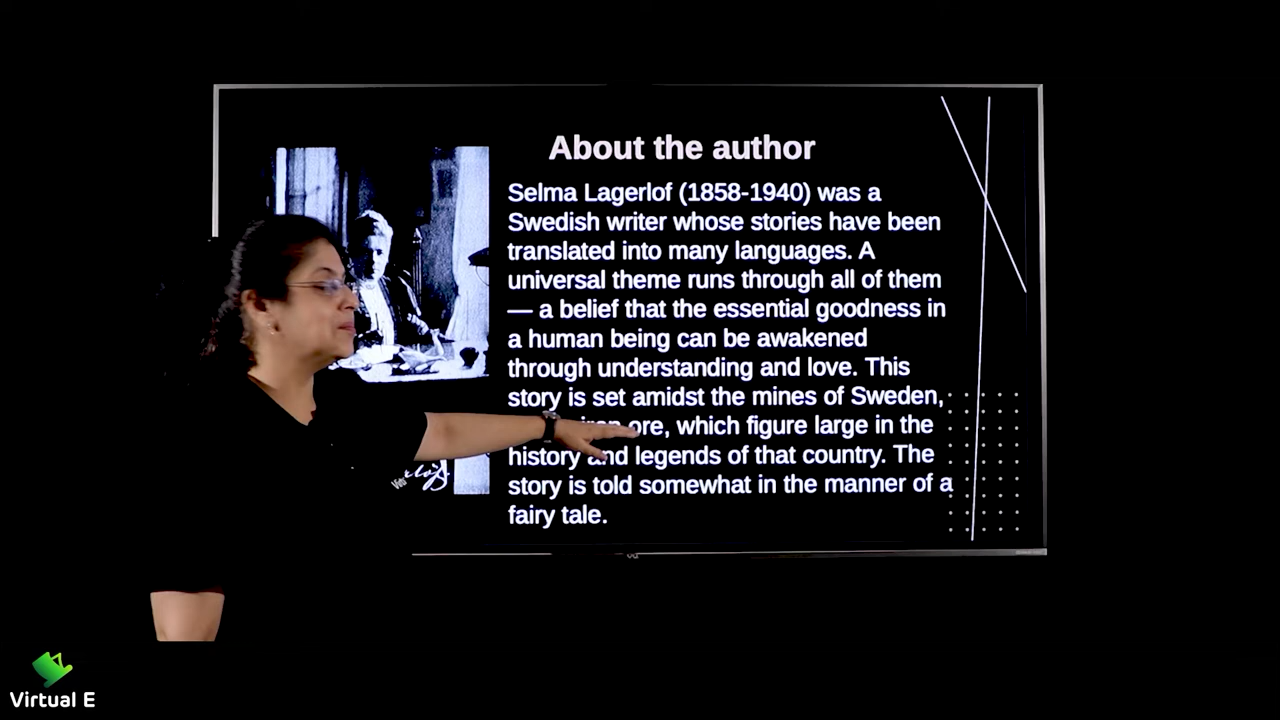 About the author
Selma Lagerlof (1858-1940) was a
Swedish writer whose stories have been
translated into many languages. A
universal theme runs through all of them
— a belief that the essential goodness in
a human being can be awakened
through understanding and love. This
story is set amidst the mines of Sweden,
ore, which figure large in the
history and legends of that country. The
story is told somewhat in the manner of a
fairy tale.
Virtual E